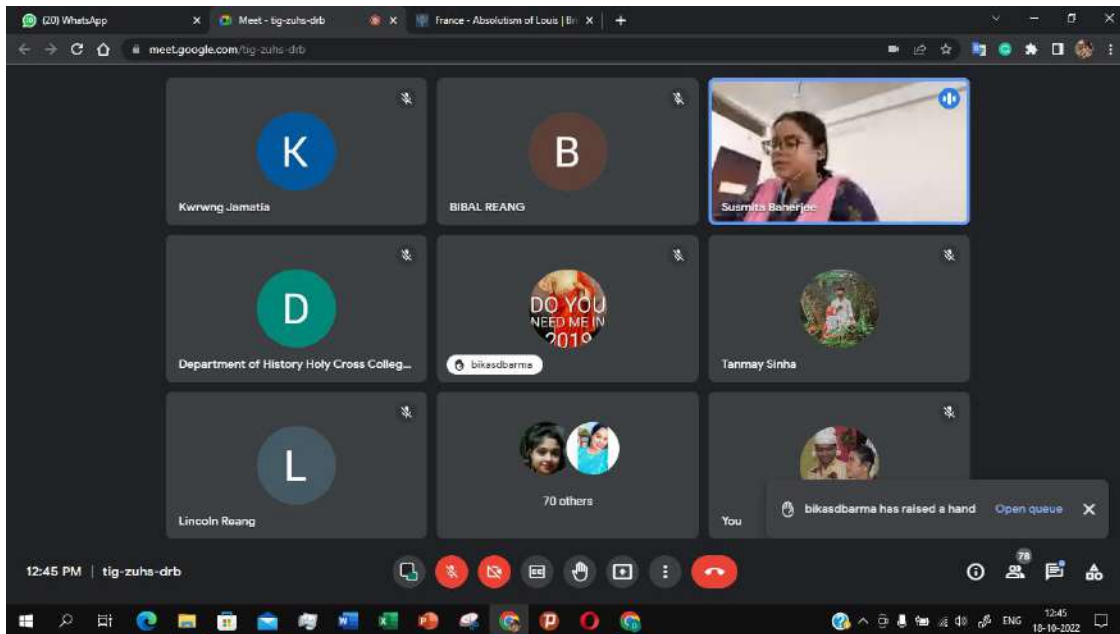 (20) WhatsApp
Meet - tig-zuhs-drb
France - Absolutism of Louis | Bri
meet.google.com/tig-zuhs-drb
K
Kwrwng Jamatia
B
BIBAL REANG
Susmita Banerjee
D
Department of History Holy Cross Colleg...
DO YOU
NEED ME IN
2019
bikasdbarma
Tanmay Sinha
L
Lincoln Reang
70 others
You
bikasdbarma has raised a hand
Open queue
12:45 PM | tig-zuhs-drb
78
ENG
12:45
18-10-2022